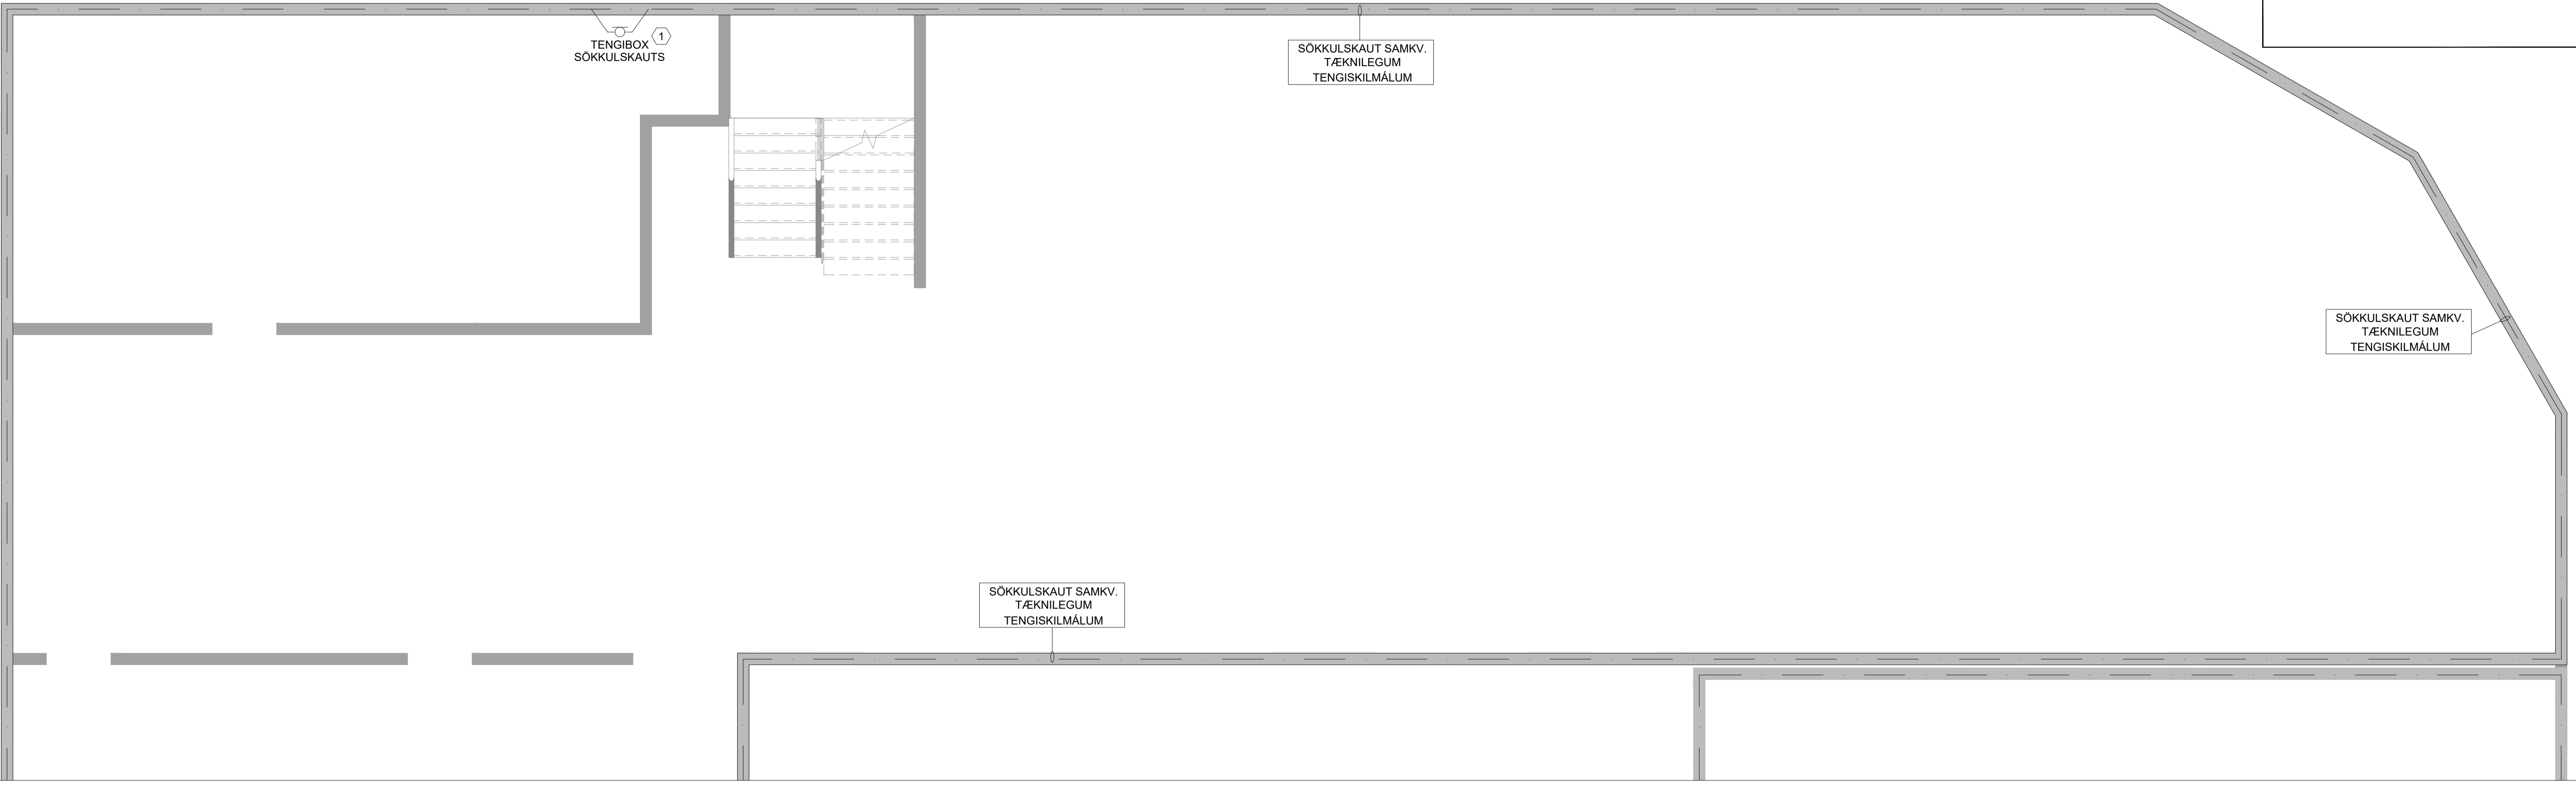 TENGIBOX
SÖKKULSKAUTS
1
SÖKKULSKAUT SAMKV.
TÆKNILEGUM
TENGISKILMÁLUM
SÖKKULSKAUT SAMKV.
TÆKNILEGUM
TENGISKILMÁLUM
SÖKKULSKAUT SAMKV.
TÆKNILEGUM
TENGISKILMÁLUM